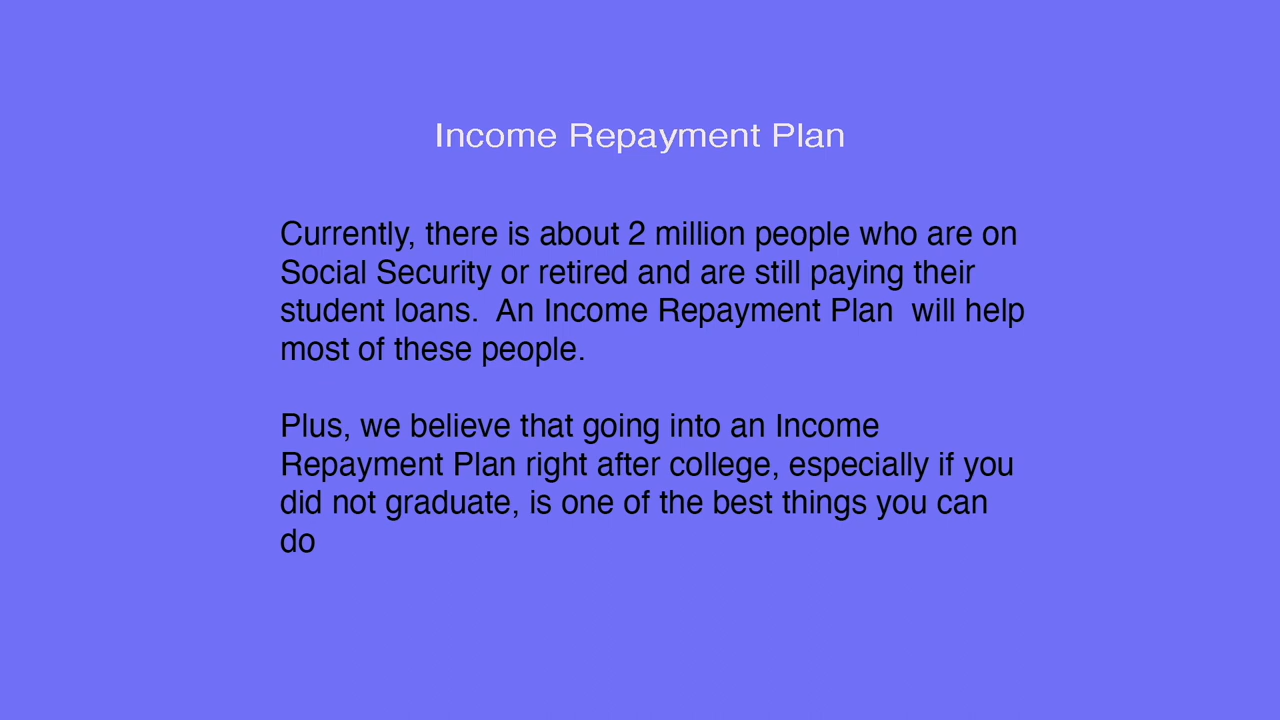 Income Repayment Plan
Currently, there is about 2 million people who are on
Social Security or retired and are still paying their
student loans.  An Income Repayment Plan  will help
most of these people.
Plus, we believe that going into an Income
Repayment Plan right after college, especially if you
did not graduate, is one of the best things you can
do